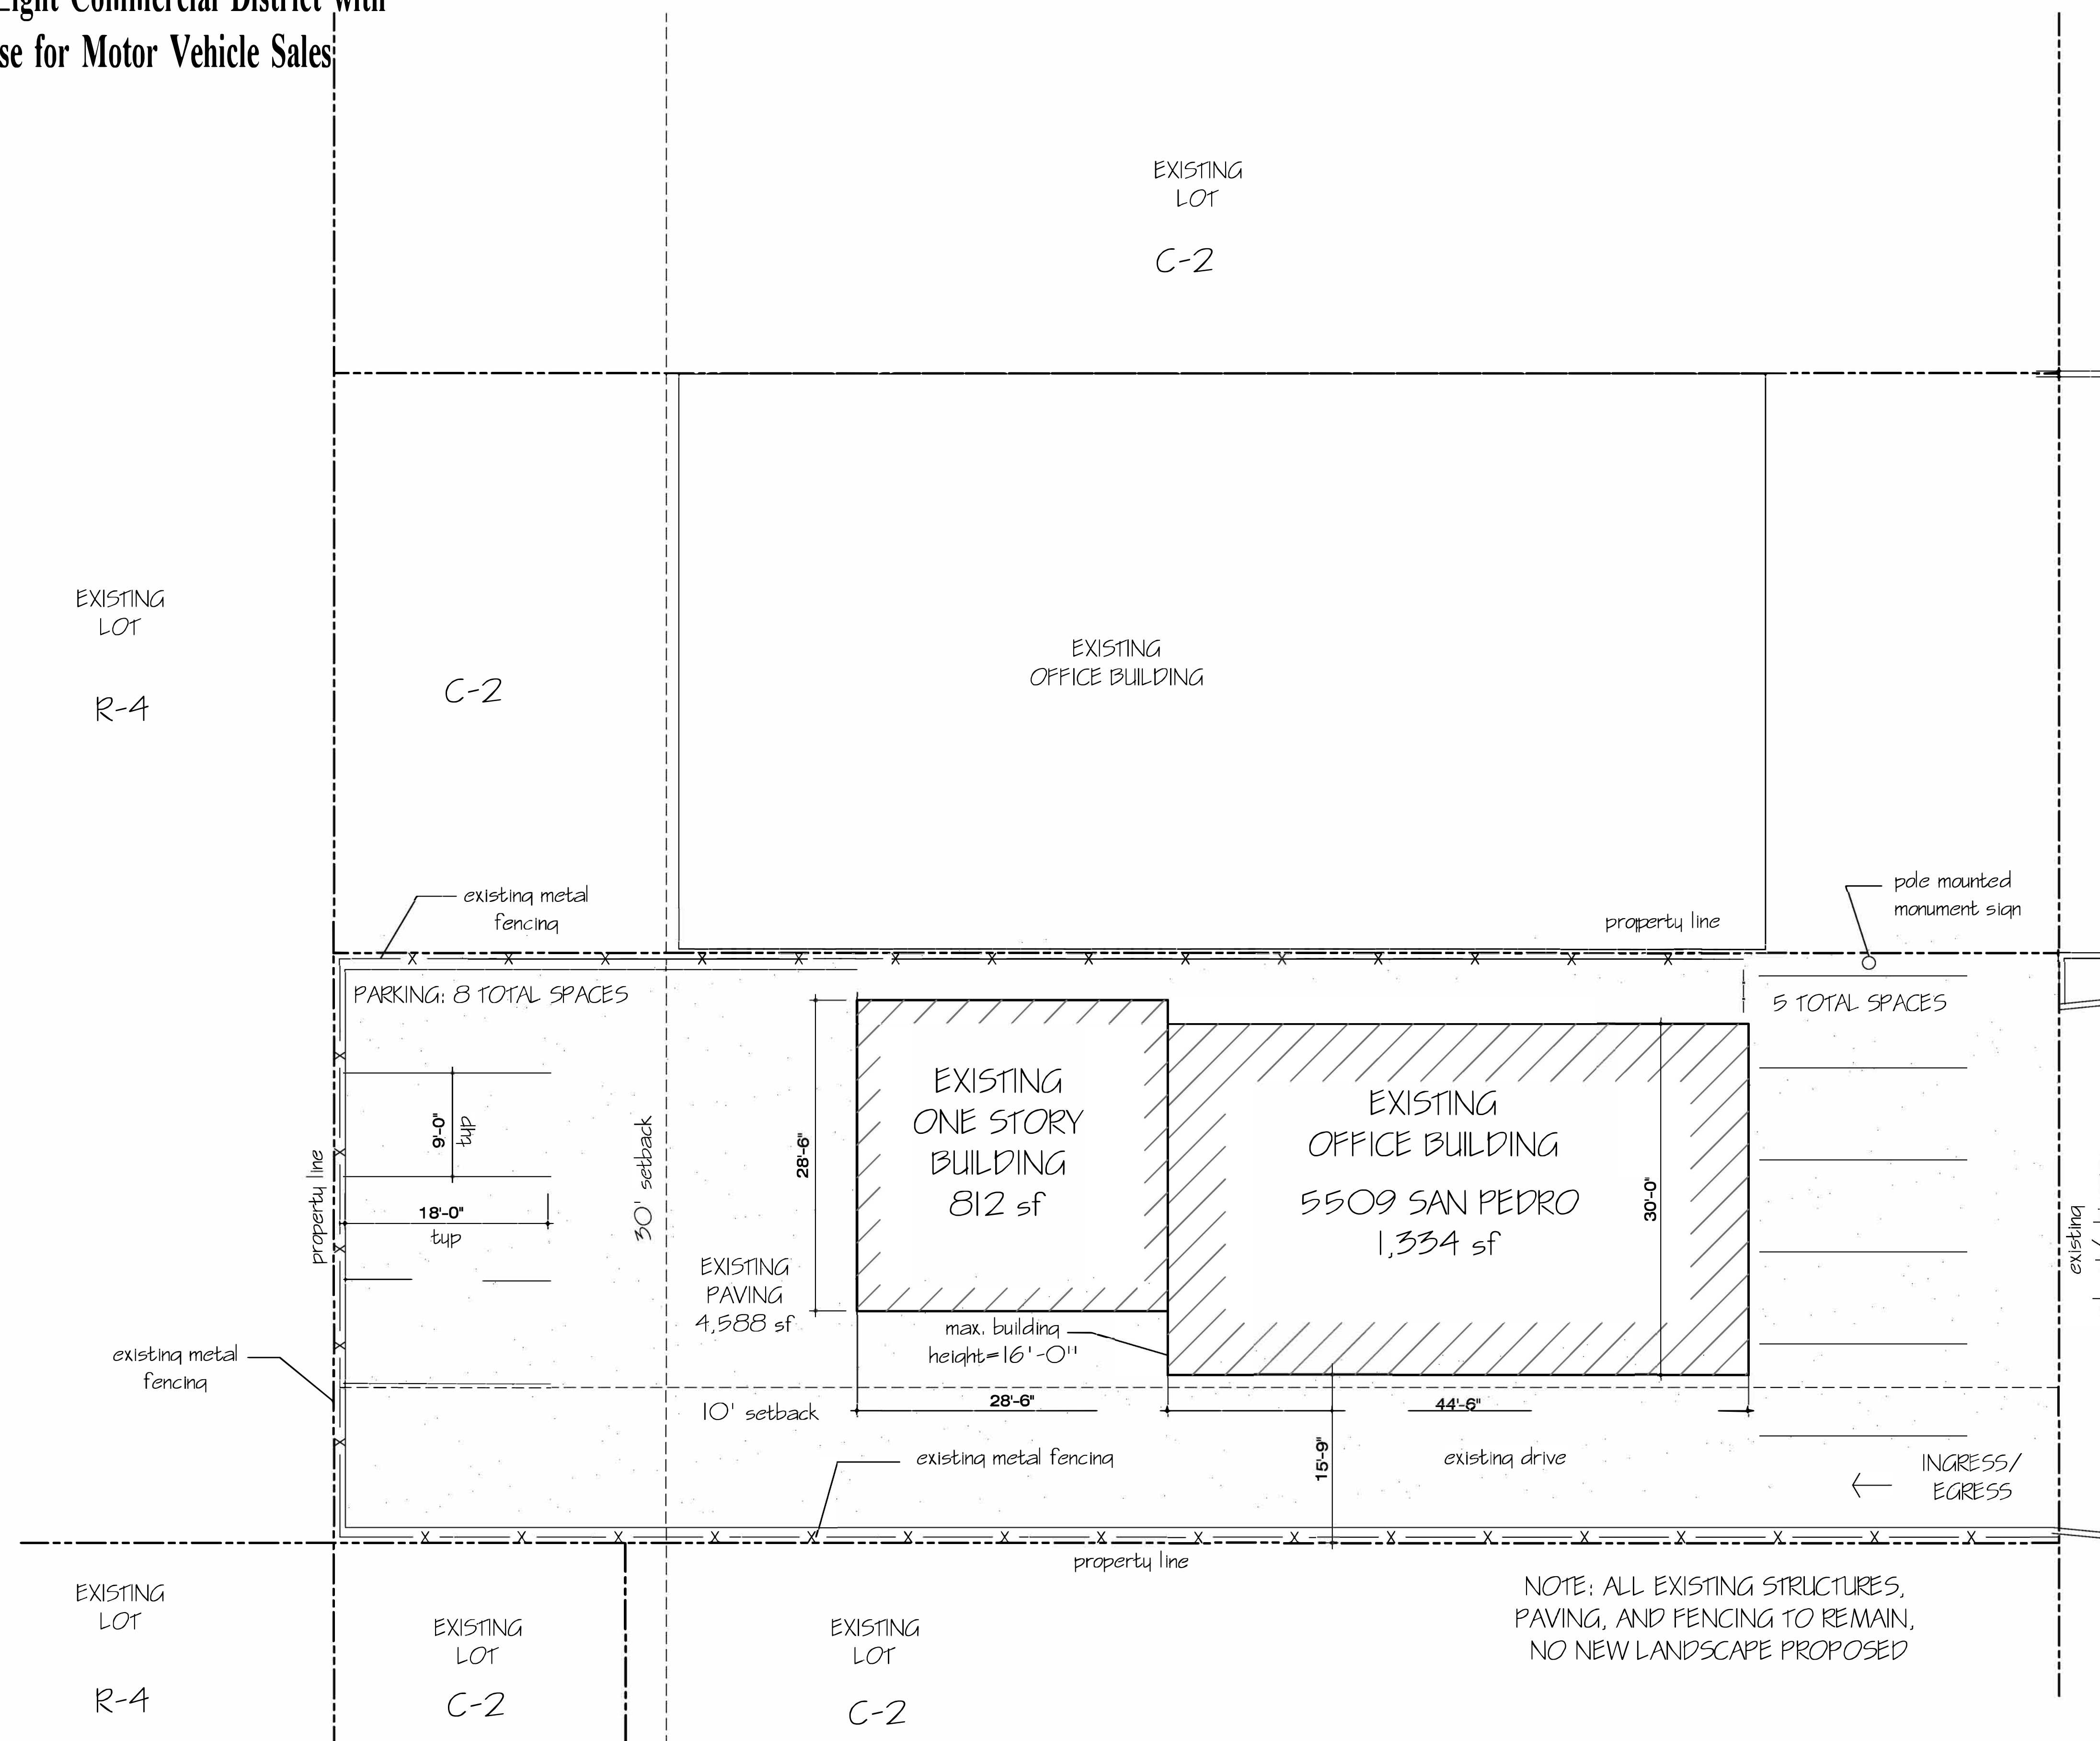 Light Commercial District with
se for Motor Vehicle Sales
EXISTING
LOT
C-2
EXISTING
LOT
R-4
C-2
EXISTING
OFFICE BUILDING
existing metal
fencing
property line
pole mounted
monument sign
PARKING: 8 TOTAL SPACES
5 TOTAL SPACES
9'-0"
typ
18'-0"
typ
property line
30' setback
28'-6"
EXISTING
ONE STORY
BUILDING
812 sf
EXISTING
OFFICE BUILDING
5509 SAN PEDRO
1,334 sf
30'-0"
existing
EXISTING
PAVING
4,588 sf
max. building
height=16'-0"
existing metal
fencing
10' setback
28'-6"
44'-6"
existing metal fencing
15'-9"
existing drive
INGRESS/
EGRESS
property line
EXISTING
LOT
R-4
EXISTING
LOT
C-2
EXISTING
LOT
C-2
NOTE: ALL EXISTING STRUCTURES,
PAVING, AND FENCING TO REMAIN,
NO NEW LANDSCAPE PROPOSED